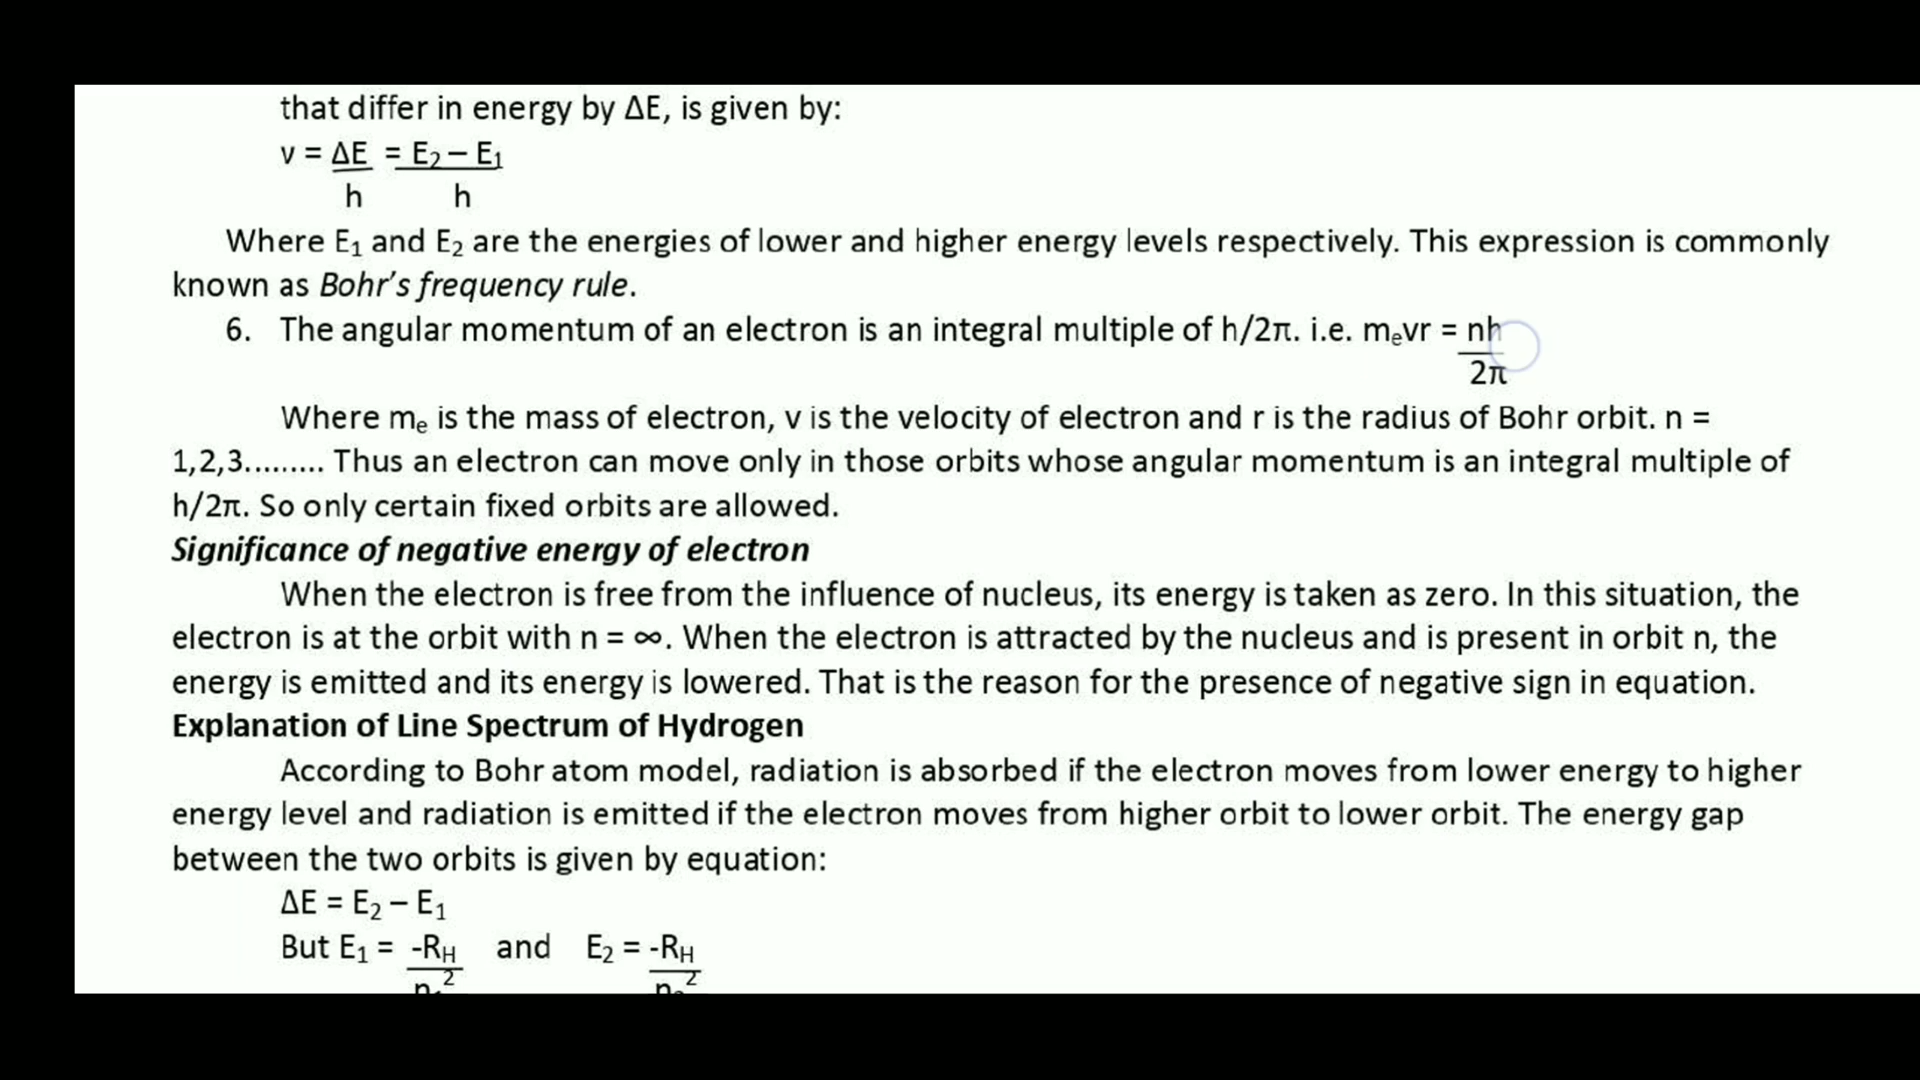 that differ in energy by ΔE, is given by:
ν = ΔE = E₂ – E₁
h h
Where E₁ and E₂ are the energies of lower and higher energy levels respectively. This expression is commonly
known as Bohr's frequency rule.
6. The angular momentum of an electron is an integral multiple of h/2π. i.e. mₑvr = nh
2π
Where mₑ is the mass of electron, v is the velocity of electron and r is the radius of Bohr orbit. n =
1,2,3......... Thus an electron can move only in those orbits whose angular momentum is an integral multiple of
h/2π. So only certain fixed orbits are allowed.
Significance of negative energy of electron
When the electron is free from the influence of nucleus, its energy is taken as zero. In this situation, the
electron is at the orbit with n = ∞. When the electron is attracted by the nucleus and is present in orbit n, the
energy is emitted and its energy is lowered. That is the reason for the presence of negative sign in equation.
Explanation of Line Spectrum of Hydrogen
According to Bohr atom model, radiation is absorbed if the electron moves from lower energy to higher
energy level and radiation is emitted if the electron moves from higher orbit to lower orbit. The energy gap
between the two orbits is given by equation:
ΔE = E₂ – E₁
But E₁ = -R_H and E₂ = -R_H
n₁² n₂²